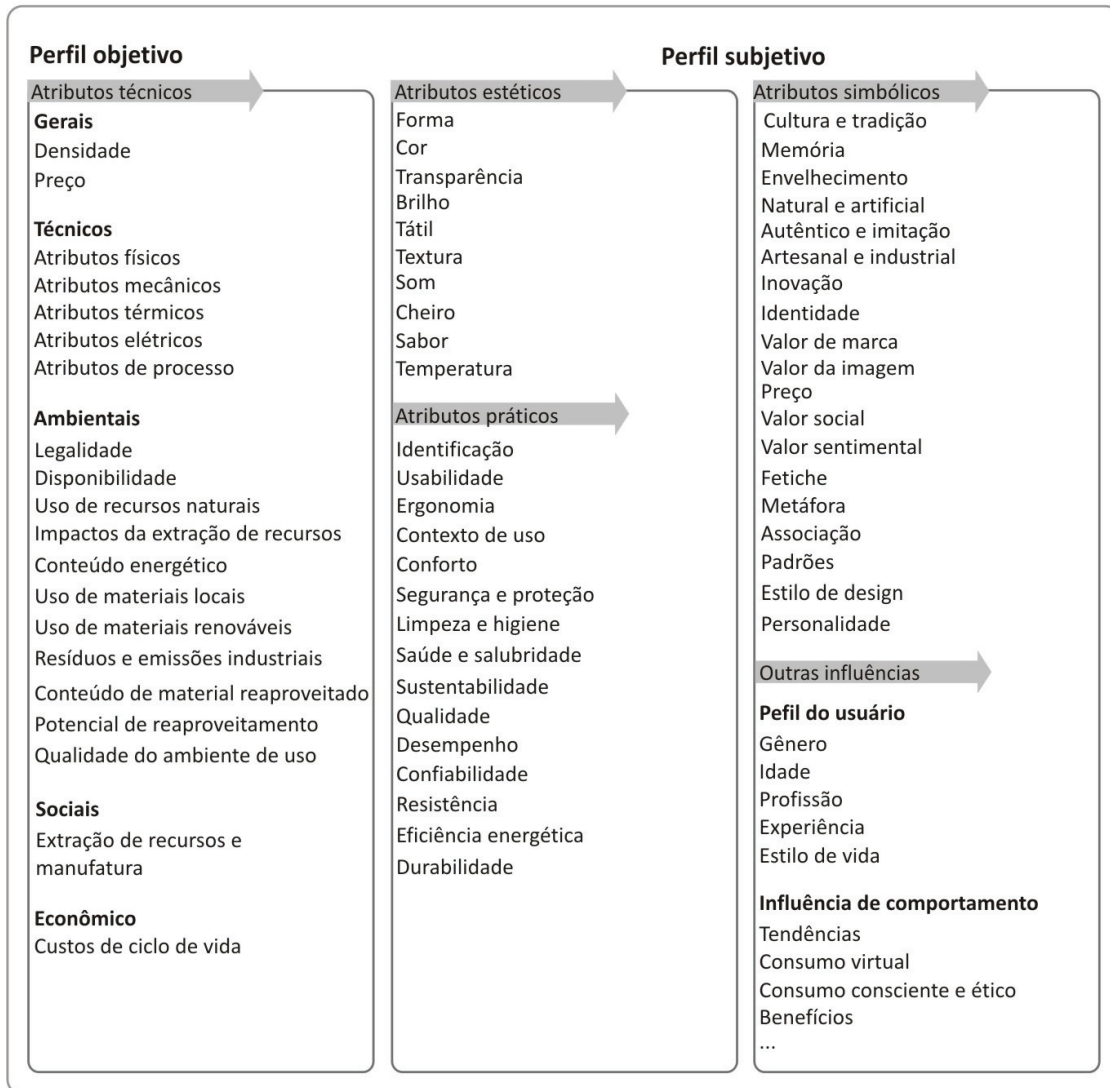 Perfil objetivo
Perfil subjetivo
Atributos técnicos
Gerais
Densidade
Preço
Técnicos
Atributos físicos
Atributos mecânicos
Atributos térmicos
Atributos elétricos
Atributos de processo
Ambientais
Legalidade
Disponibilidade
Uso de recursos naturais
Impactos da extração de recursos
Conteúdo energético
Uso de materiais locais
Uso de materiais renováveis
Resíduos e emissões industriais
Conteúdo de material reaproveitado
Potencial de reaproveitamento
Qualidade do ambiente de uso
Sociais
Extração de recursos e
manufatura
Econômico
Custos de ciclo de vida
Atributos estéticos
Forma
Cor
Transparência
Brilho
Tátil
Textura
Som
Cheiro
Sabor
Temperatura
Atributos práticos
Identificação
Usabilidade
Ergonomia
Contexto de uso
Conforto
Segurança e proteção
Limpeza e higiene
Saúde e salubridade
Sustentabilidade
Qualidade
Desempenho
Confiabilidade
Resistência
Eficiência energética
Durabilidade
Atributos simbólicos
Cultura e tradição
Memória
Envelhecimento
Natural e artificial
Autêntico e imitação
Artesanal e industrial
Inovação
Identidade
Valor de marca
Valor da imagem
Preço
Valor social
Valor sentimental
Fetiche
Metáfora
Associação
Padrões
Estilo de design
Personalidade
Outras influências
Pefil do usuário
Gênero
Idade
Profissão
Experiência
Estilo de vida
Influência de comportamento
Tendências
Consumo virtual
Consumo consciente e ético
Benefícios
...